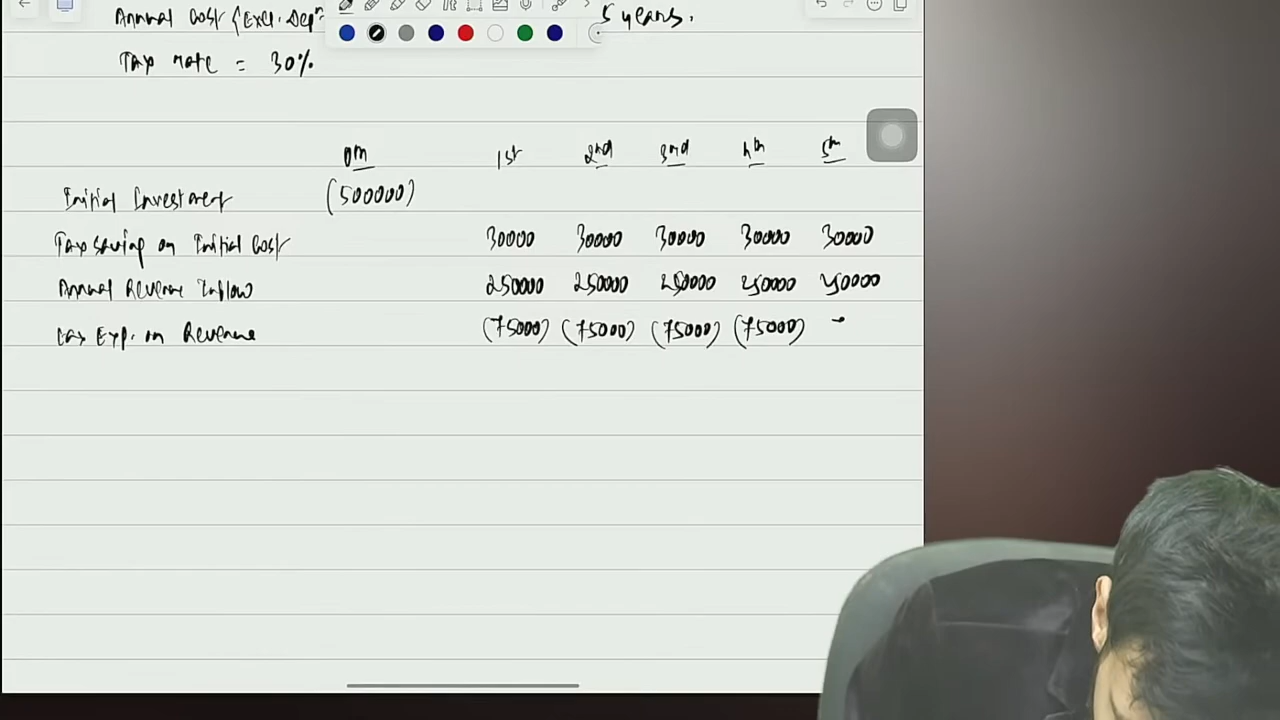 Annual Cost {Excl. Depn 5 years.
Tax rate = 30%
0th 1st 2nd 3rd 4th 5th
Initial Investment (500000)
Tax Saving on Initial Cost 30000 30000 30000 30000 30000
Annual Revenue Inflow 250000 250000 250000 250000 250000
Exp. on Revenue (75000) (75000) (75000) (75000)